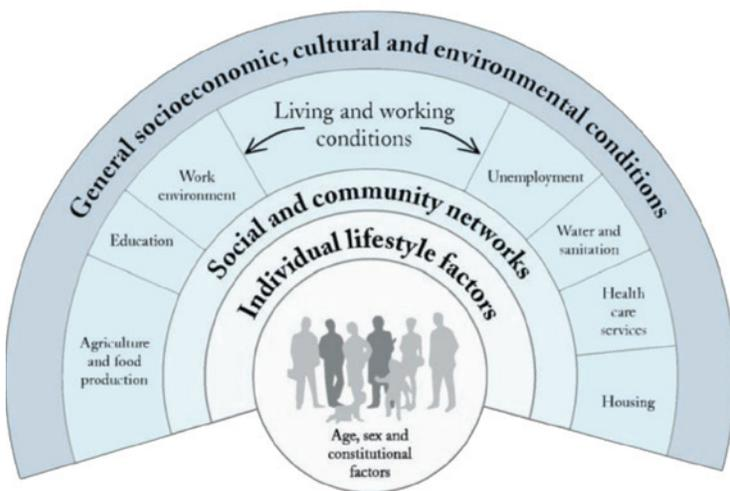 General socioeconomic, cultural and environmental conditions
Living and working
conditions
Work
environment
Unemployment
Education
Water and
sanitation
Agriculture
and food
production
Health
care
services
Housing
Social and community networks
Individual lifestyle factors
Age, sex and
constitutional
factors